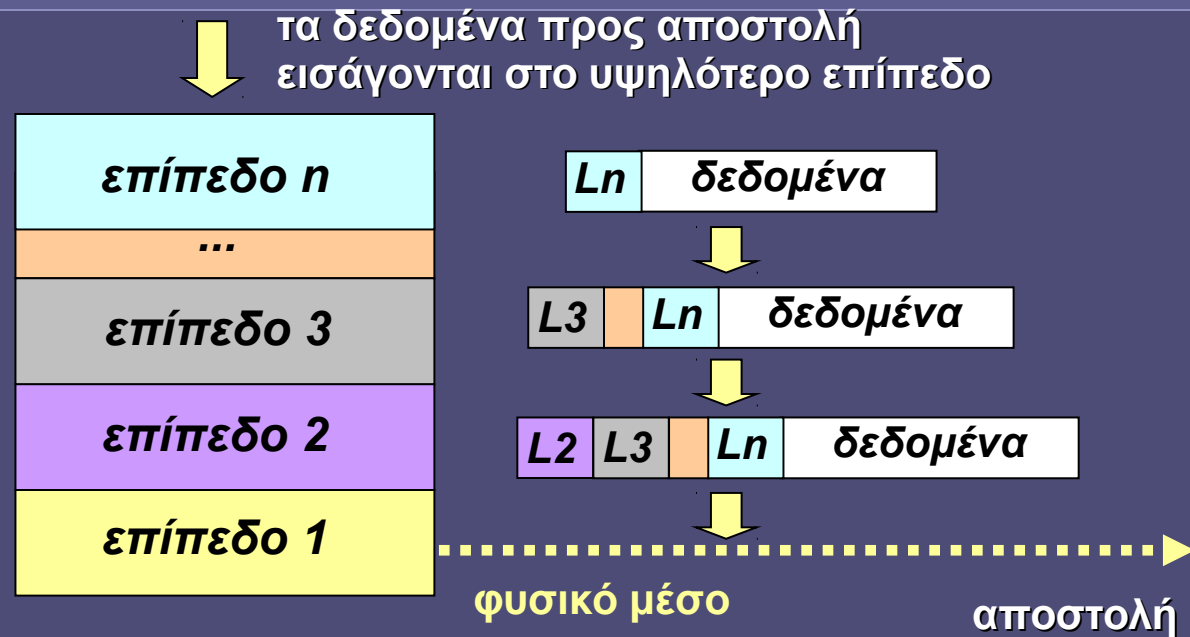 τα δεδομένα προς αποστολή
εισάγονται στο υψηλότερο επίπεδο
επίπεδο n
Ln δεδομένα
...
επίπεδο 3
L3 Ln δεδομένα
επίπεδο 2
L2 L3 Ln δεδομένα
επίπεδο 1
φυσικό μέσο
αποστολή